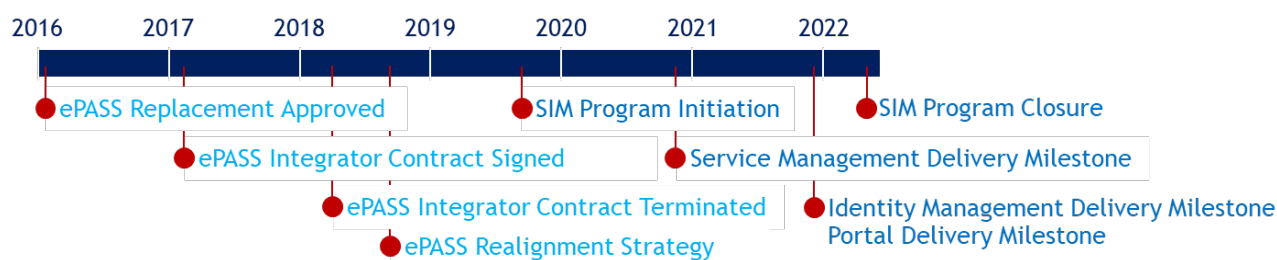 2016 2017 2018 2019 2020 2021 2022
ePASS Replacement Approved SIM Program Initiation SIM Program Closure
ePASS Integrator Contract Signed Service Management Delivery Milestone
ePASS Integrator Contract Terminated Identity Management Delivery Milestone
Portal Delivery Milestone
ePASS Realignment Strategy